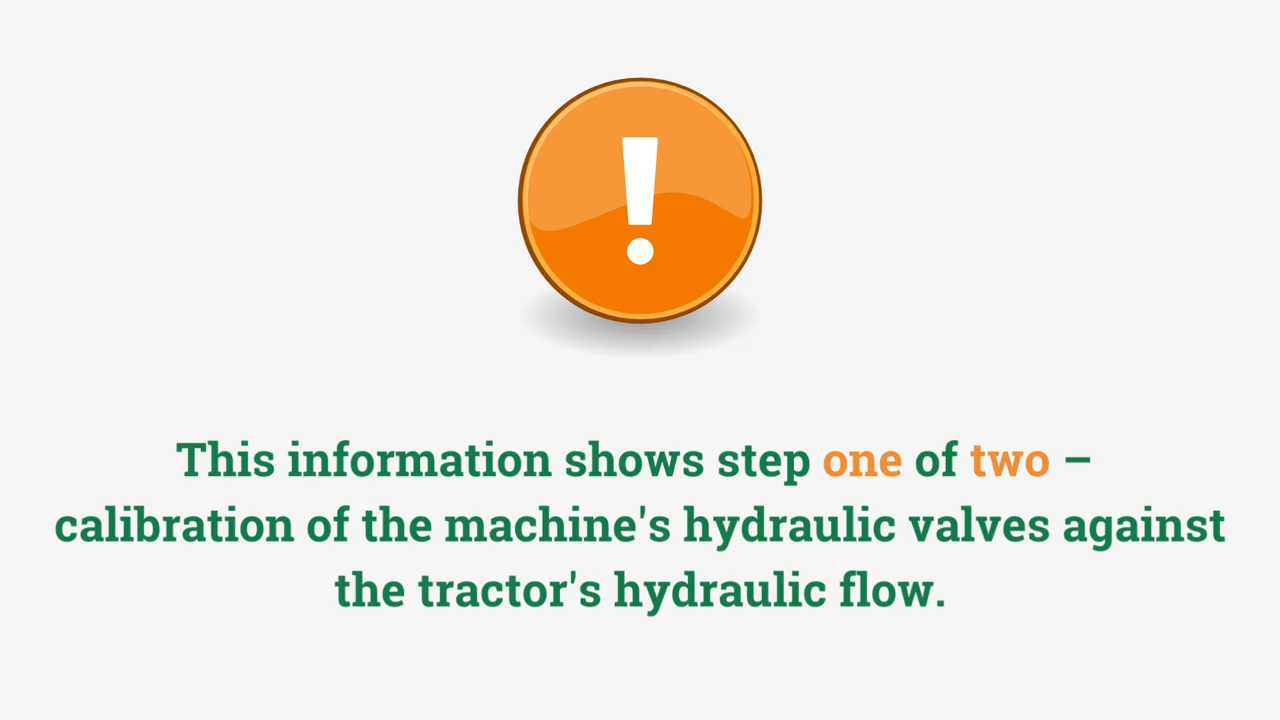 This information shows step one of two –
calibration of the machine's hydraulic valves against
the tractor's hydraulic flow.